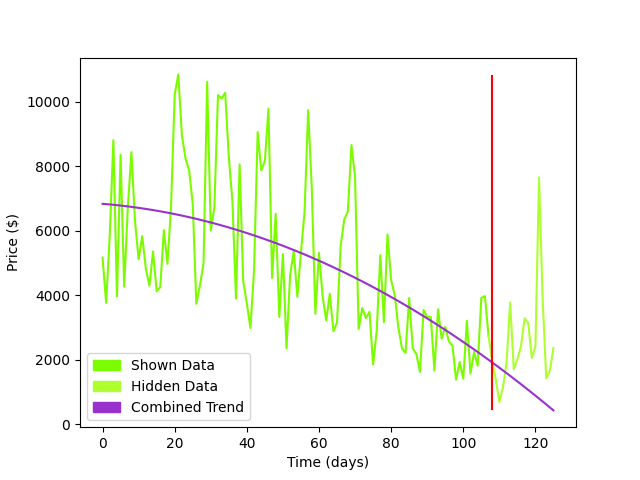 10000
8000
6000
4000
2000
0
Price ($)
Shown Data
Hidden Data
Combined Trend
0 20 40 60 80 100 120
Time (days)